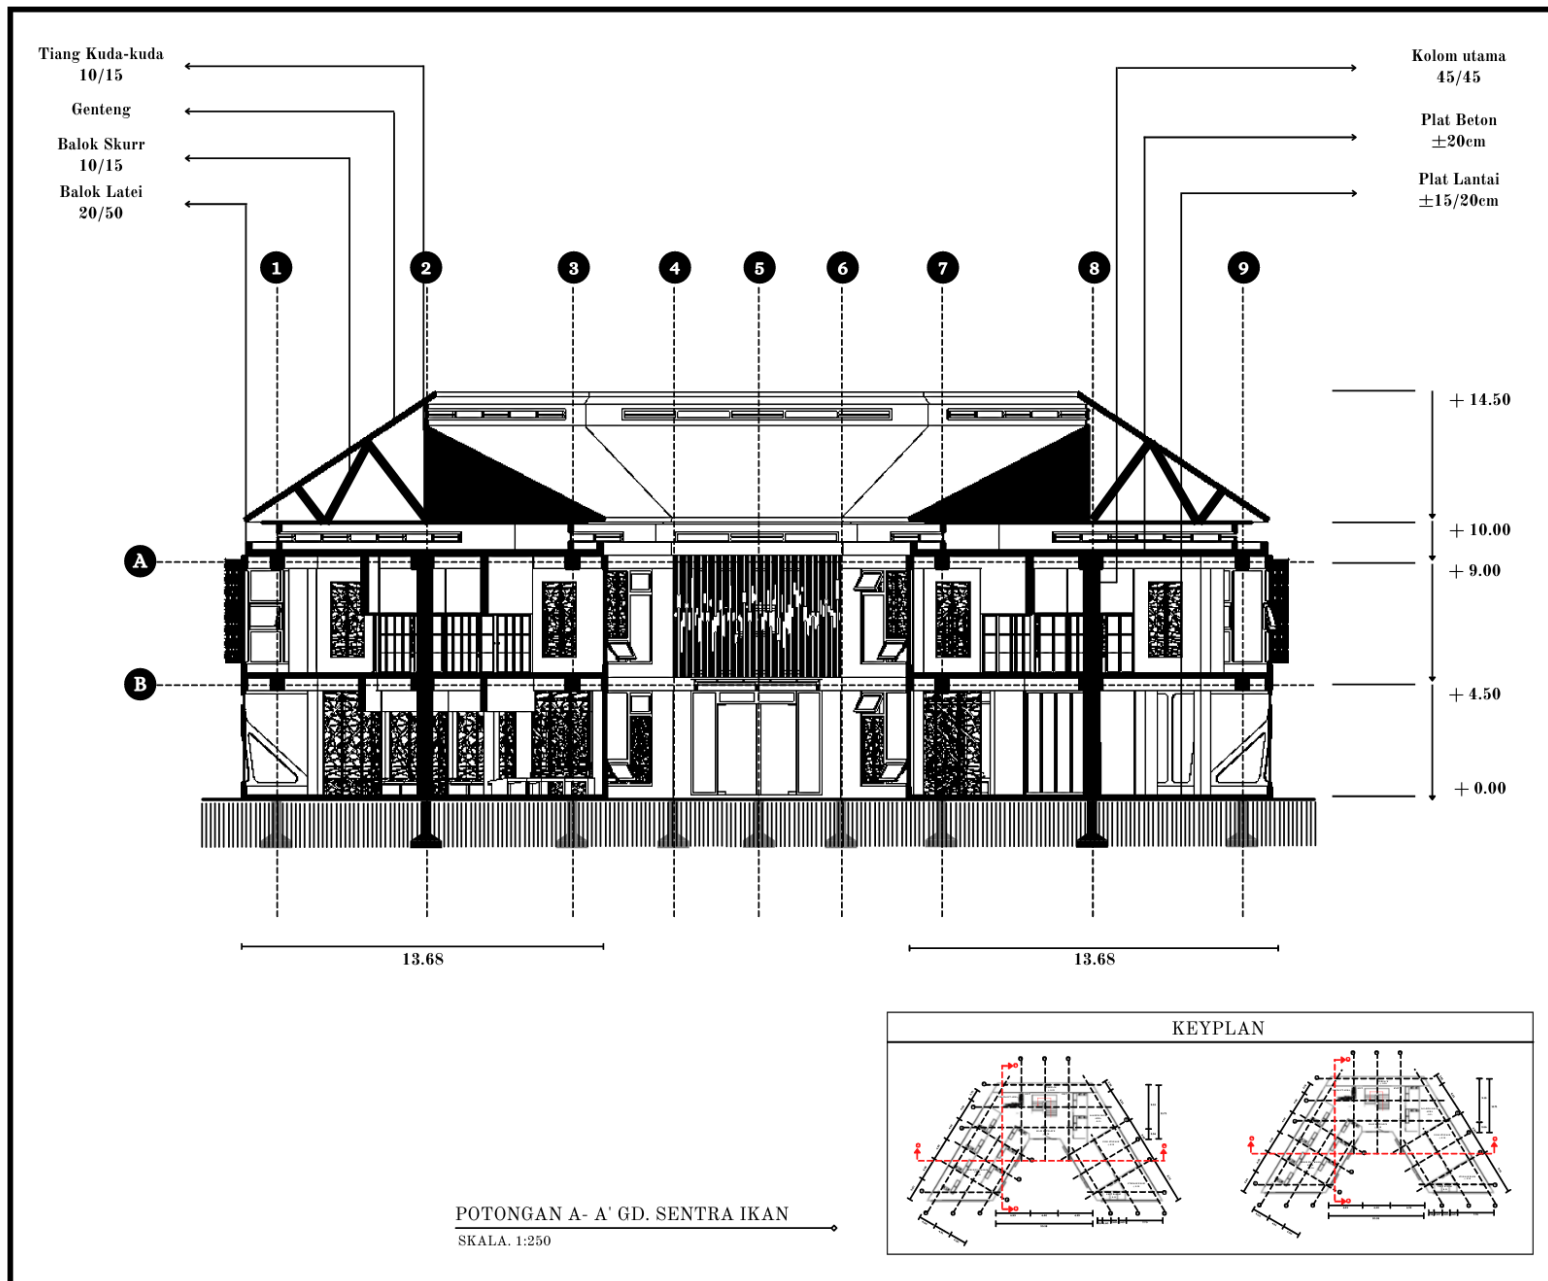 Tiang Kuda-kuda
10/15
Genteng
Balok Skurr
10/15
Balok Latei
20/50
Kolom utama
45/45
Plat Beton
±20cm
Plat Lantai
±15/20cm
1 2 3 4 5 6 7 8 9
+ 14.50
+ 10.00
A
+ 9.00
B
+ 4.50
+ 0.00
13.68
13.68
KEYPLAN
POTONGAN A- A' GD. SENTRA IKAN
SKALA. 1:250